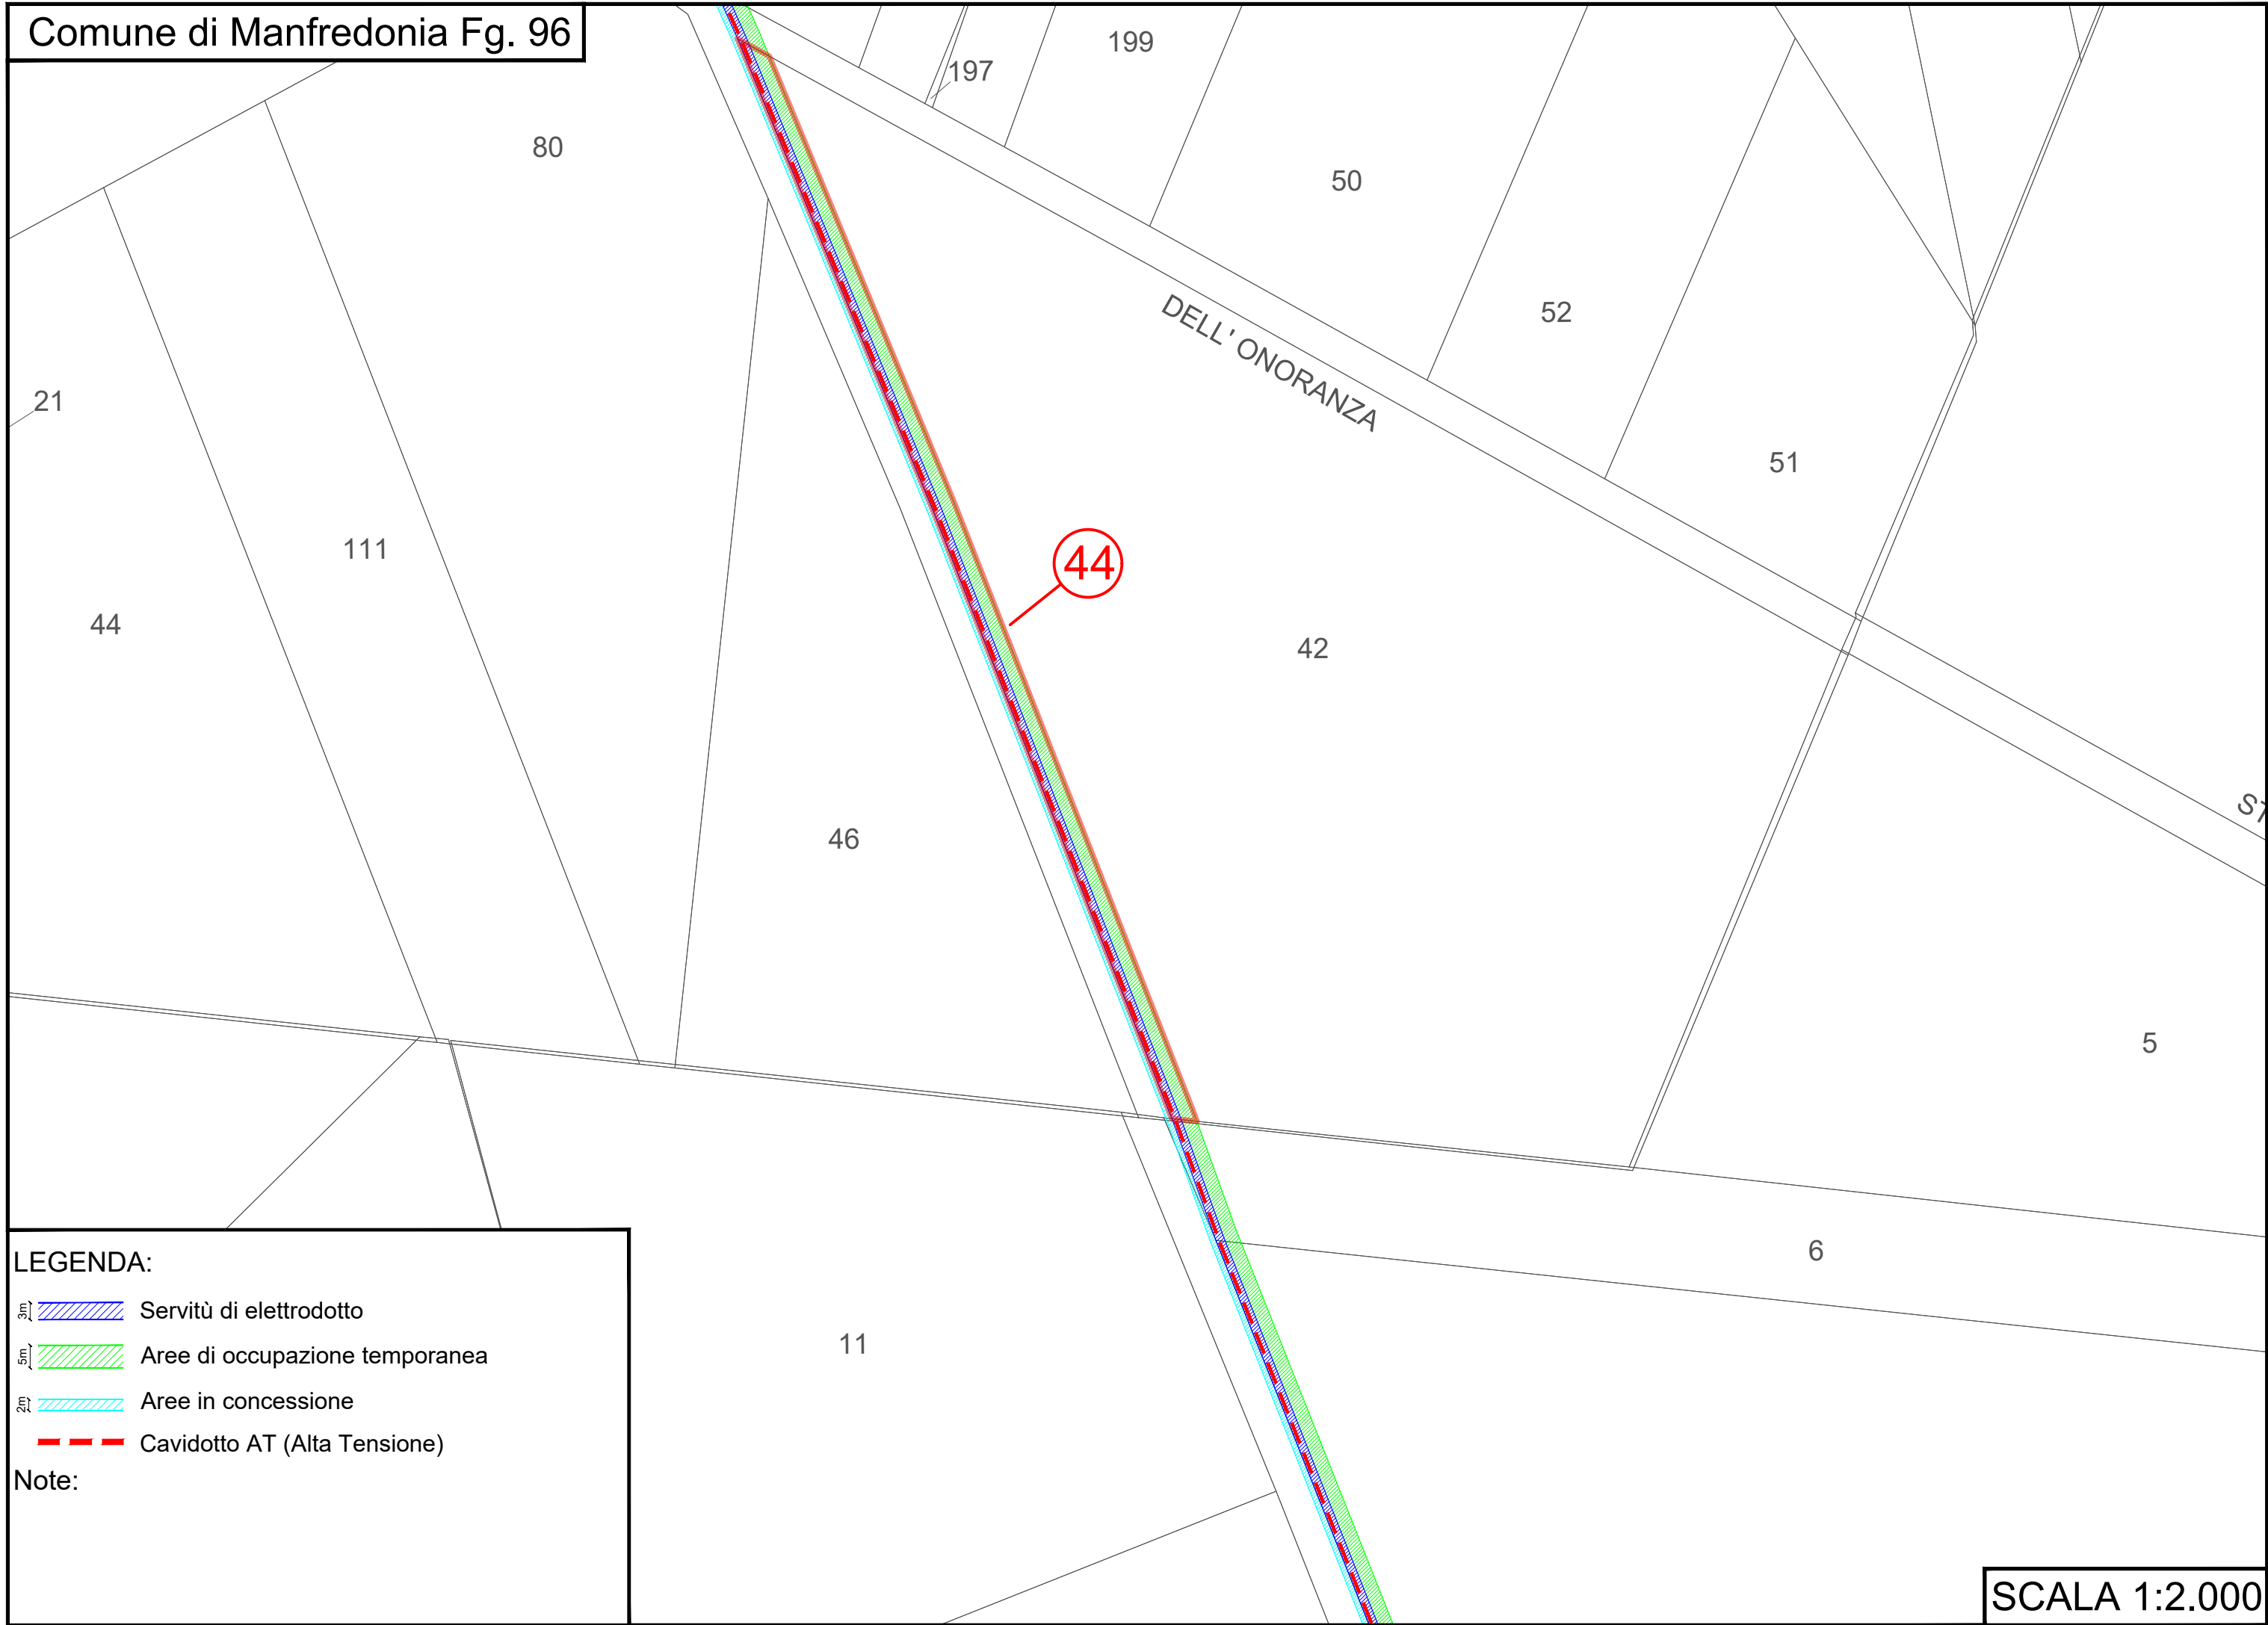 Comune di Manfredonia Fg. 96
199
197
80
50
52
DELL' ONORANZA
21
51
111
44
44
42
ST
46
5
6
11
LEGENDA:
3m Servitù di elettrodotto
5m Aree di occupazione temporanea
2m Aree in concessione
Cavidotto AT (Alta Tensione)
Note:
SCALA 1:2.000